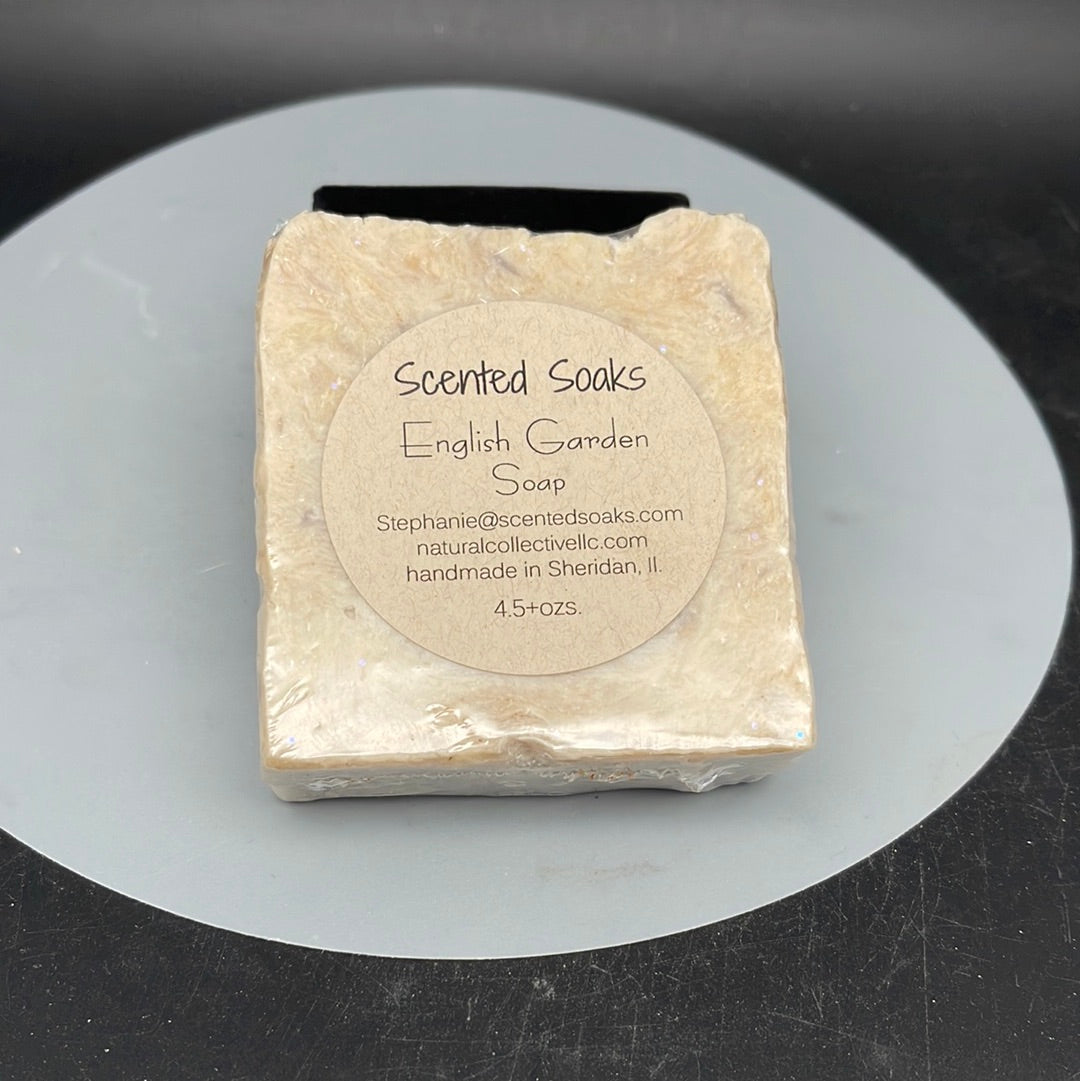 Scented Soaks
English Garden
Soap
Stephanie@scentedsoaks.com
naturalcollectivellc.com
handmade in Sheridan, Il.
4.5+ozs.